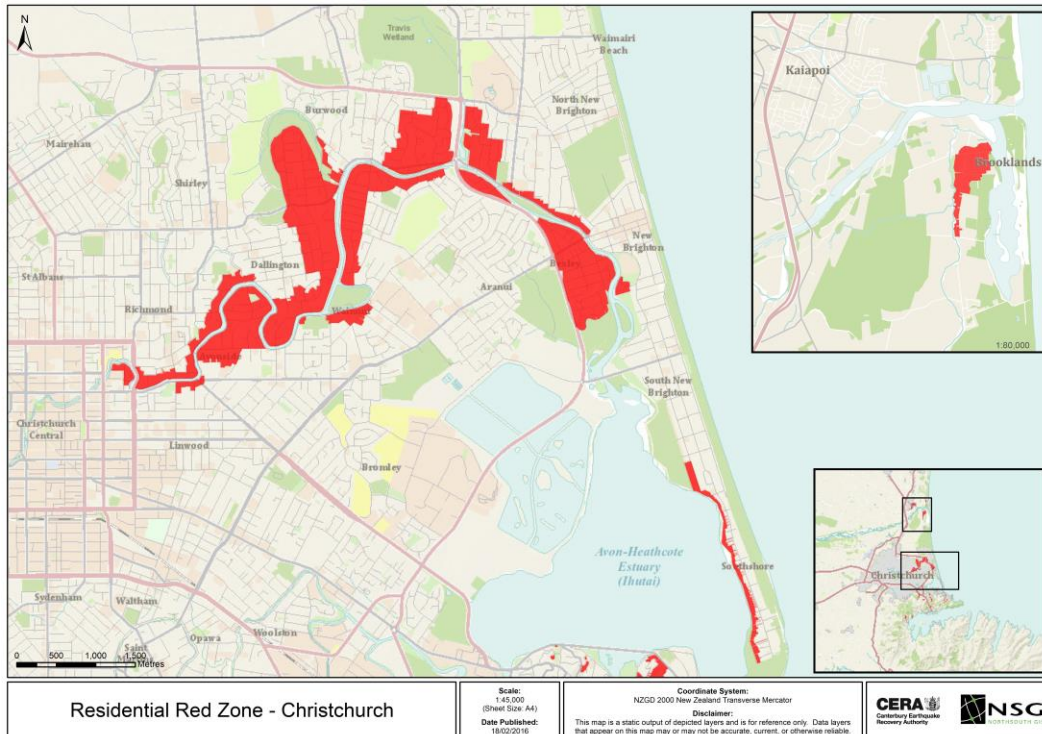 N
Travis
Wetland
Waimairi
Beach
North New
Brighton
Burwood
Mairehau
Shirley
New
Brighton
Bexley
Dallington
St Albans
Aranui
Richmond
Avonside
South New
Brighton
Christchurch
Central
Linwood
Bromley
Avon-Heathcote
Estuary
(Ihutai)
Southshore
Sydenham
Waltham
Opawa
Woolston
Saint
0 500 1,000 1,500
Metres
Kaiapoi
Brooklands
1:80,000
Christchurch
Residential Red Zone - Christchurch
Scale:
1:45,000
(Sheet Size: A4)
Date Published:
18/02/2016
Coordinate System:
NZGD 2000 New Zealand Transverse Mercator
Disclaimer:
This map is a static output of depicted layers and is for reference only. Data layers
that appear on this map may or may not be accurate, current, or otherwise reliable.
CERA
Canterbury Earthquake
Recovery Authority
NSG